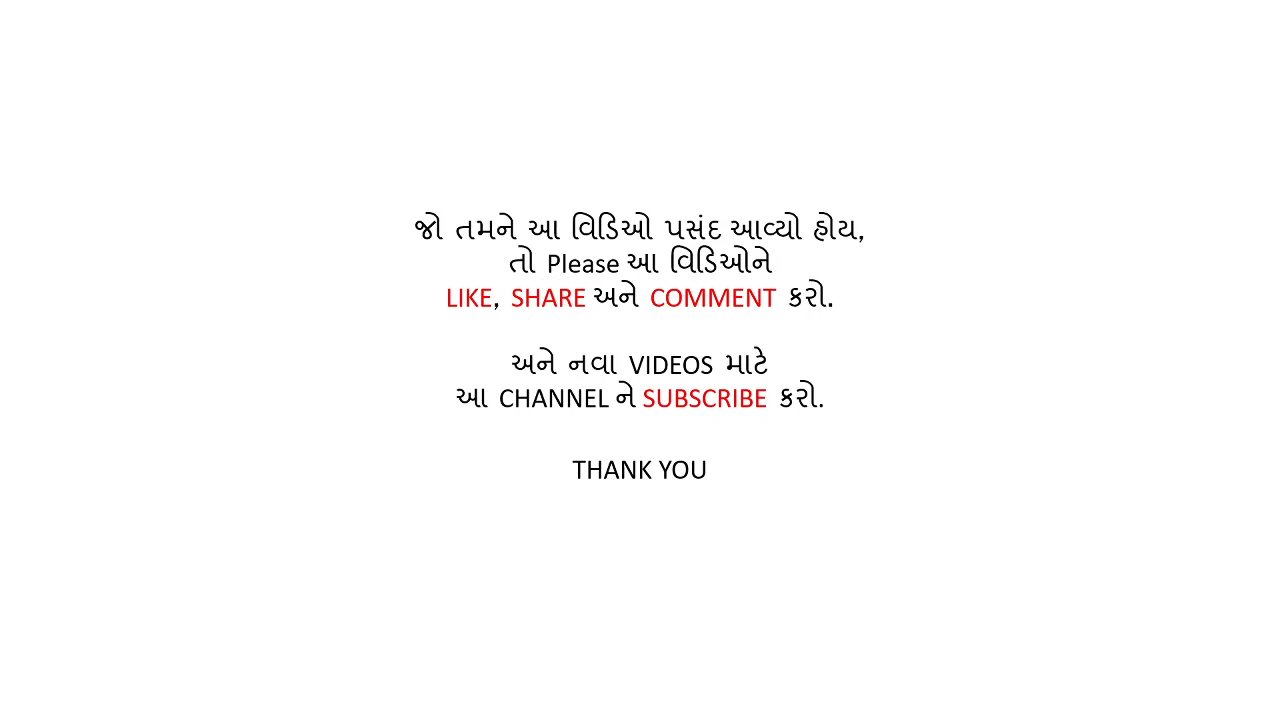 જો તમને આ વિડિઓ પસંદ આવ્યો હોય,
તો Please આ વિડિઓને
LIKE, SHARE અને COMMENT કરો.
અને નવા VIDEOS માટે
આ CHANNEL ને SUBSCRIBE કરો.
THANK YOU